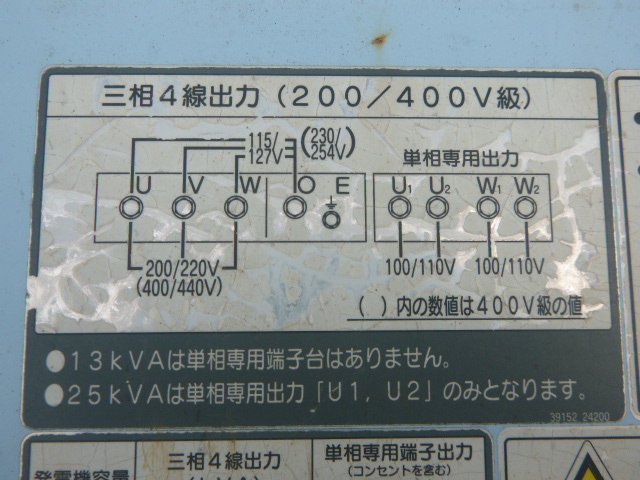 三相4線出力(200/400V級)
115/
127V
(230/
254V)
単相専用出力
U V W O E
U1 U2 W1 W2
200/220V
(400/440V)
100/110V 100/110V
( )内の数値は400V級の値
●13kVAは単相専用端子台はありません。
●25kVAは単相専用出力「U1, U2」のみとなります。
39152 24200
発電機容量
三相4線出力
単相専用端子出力
(コンセントを含む)